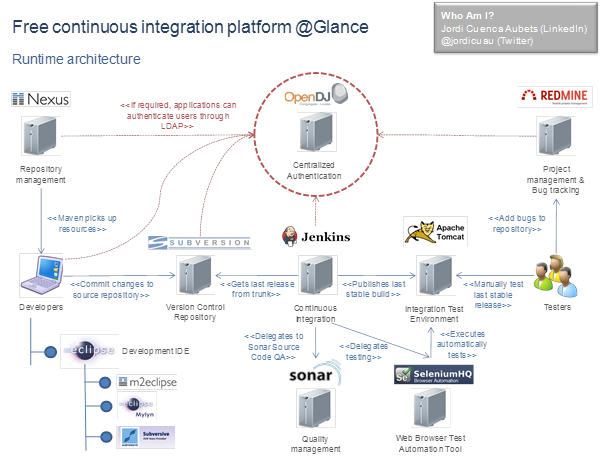 Free continuous integration platform @Glance
Who Am I?
Jordi Cuenca Aubets (LinkedIn)
@jordicuau (Twitter)
Runtime architecture
Nexus
<<If required, applications can
authenticate users through
LDAP>>
OpenDJ
REDMINE
Repository
management
Centralized
Authentication
Project
management &
Bug tracking
<<Maven picks up
resources>>
SUBVERSION
Jenkins
Apache
Tomcat
<<Add bugs to
repository>>
<<Commit changes to
source repository>>
<<Gets last release
from trunk>>
<<Publishes last
stable build>>
<<Manually test
last stable
release>>
Developers
Version Control
Repository
Continuous
Integration
Integration Test
Environment
Testers
eclipse
Development IDE
<<Delegates to
Sonar Source
Code QA>>
<<Delegates
testing>>
<<Executes
automatically
tests>>
sonar
SeleniumHQ
Browser Automation
m2eclipse
eclipse
Mylyn
Subversive
Quality
management
Web Browser Test
Automation Tool